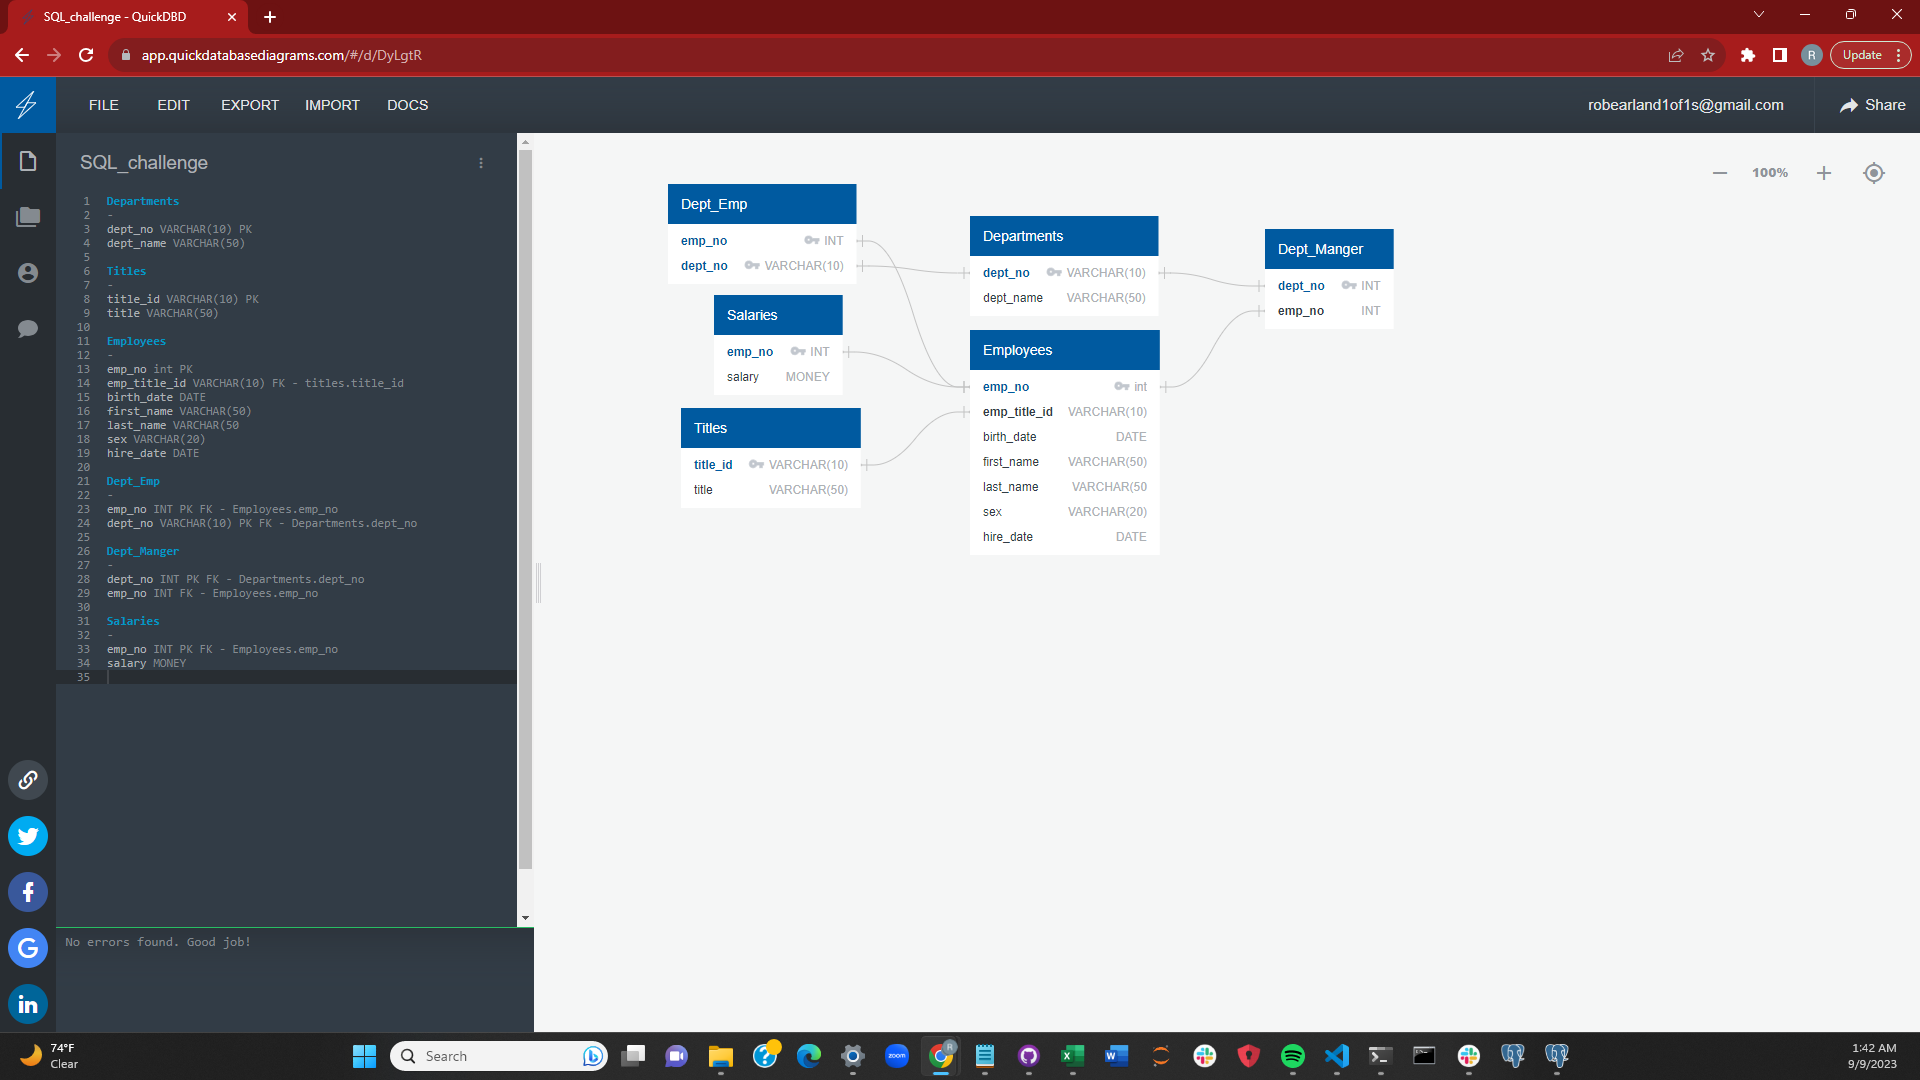 SQL_challenge - QuickDBD
app.quickdatabasediagrams.com/#/d/DyLgtR
R
Update
FILE EDIT EXPORT IMPORT DOCS
robearland1of1s@gmail.com
Share
SQL_challenge
1 Departments
2 -
3 dept_no VARCHAR(10) PK
4 dept_name VARCHAR(50)
5
6 Titles
7 -
8 title_id VARCHAR(10) PK
9 title VARCHAR(50)
10
11 Employees
12 -
13 emp_no int PK
14 emp_title_id VARCHAR(10) FK - titles.title_id
15 birth_date DATE
16 first_name VARCHAR(50)
17 last_name VARCHAR(50
18 sex VARCHAR(20)
19 hire_date DATE
20
21 Dept_Emp
22 -
23 emp_no INT PK FK - Employees.emp_no
24 dept_no VARCHAR(10) PK FK - Departments.dept_no
25
26 Dept_Manger
27 -
28 dept_no INT PK FK - Departments.dept_no
29 emp_no INT FK - Employees.emp_no
30
31 Salaries
32 -
33 emp_no INT PK FK - Employees.emp_no
34 salary MONEY
35
No errors found. Good job!
100%
Dept_Emp
emp_no INT
dept_no VARCHAR(10)
Salaries
emp_no INT
salary MONEY
Titles
title_id VARCHAR(10)
title VARCHAR(50)
Departments
dept_no VARCHAR(10)
dept_name VARCHAR(50)
Employees
emp_no int
emp_title_id VARCHAR(10)
birth_date DATE
first_name VARCHAR(50)
last_name VARCHAR(50
sex VARCHAR(20)
hire_date DATE
Dept_Manger
dept_no INT
emp_no INT
f
G
in
74°F
Clear
Search
zoom
R
1:42 AM
9/9/2023